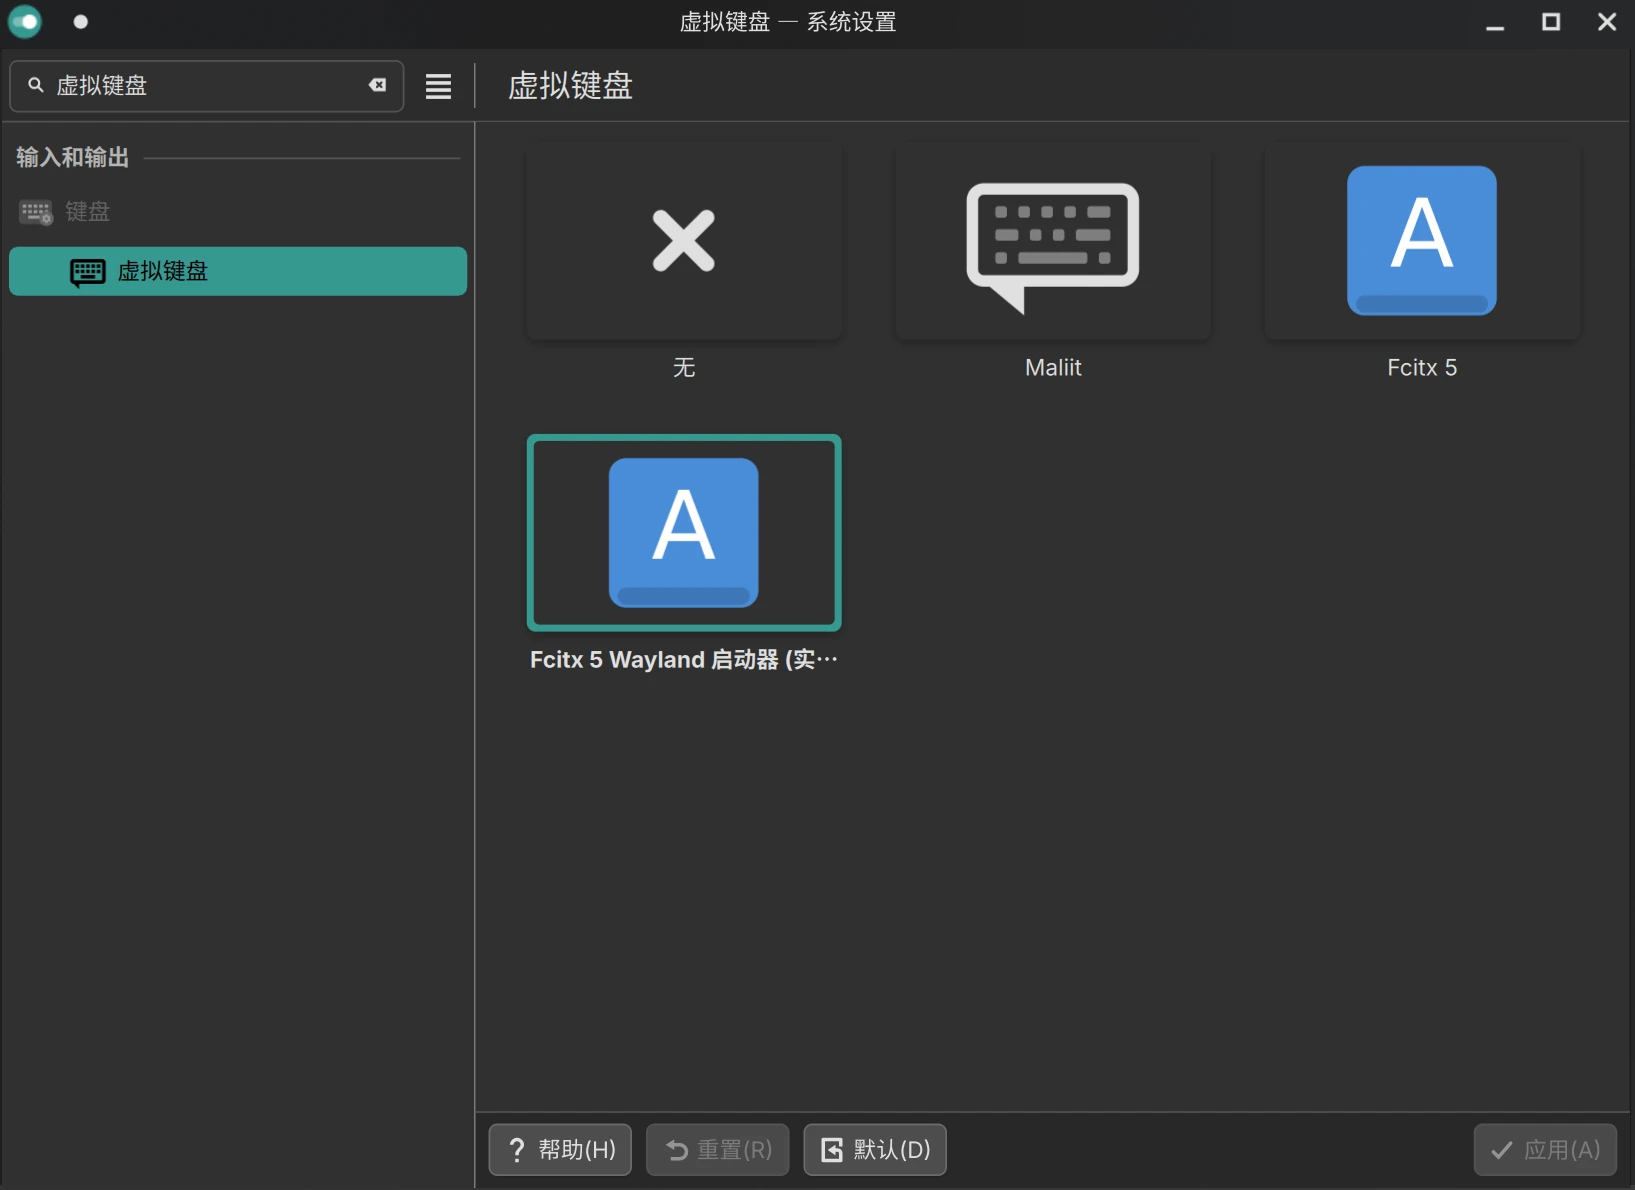 虚拟键盘 — 系统设置
虚拟键盘
虚拟键盘
输入和输出
键盘
虚拟键盘
无
Maliit
A
Fcitx 5
A
Fcitx 5 Wayland 启动器 (实…
帮助(H)
重置(R)
默认(D)
应用(A)